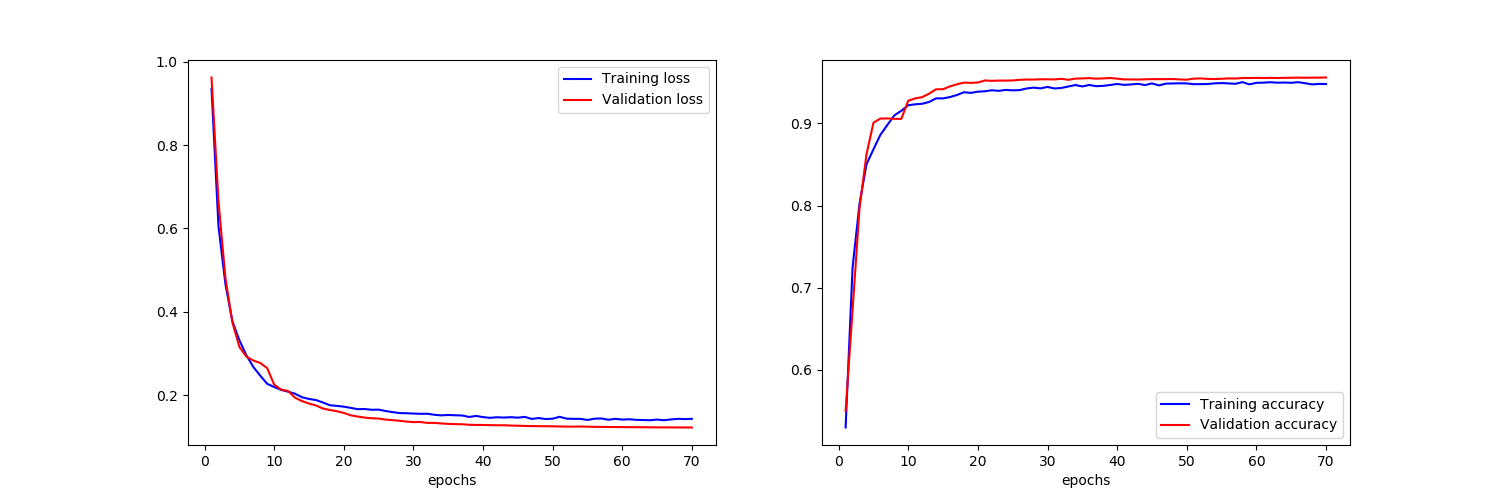 1.0
0.8
0.6
0.4
0.2
0 10 20 30 40 50 60 70
epochs
Training loss
Validation loss
0.9
0.8
0.7
0.6
0 10 20 30 40 50 60 70
epochs
Training accuracy
Validation accuracy